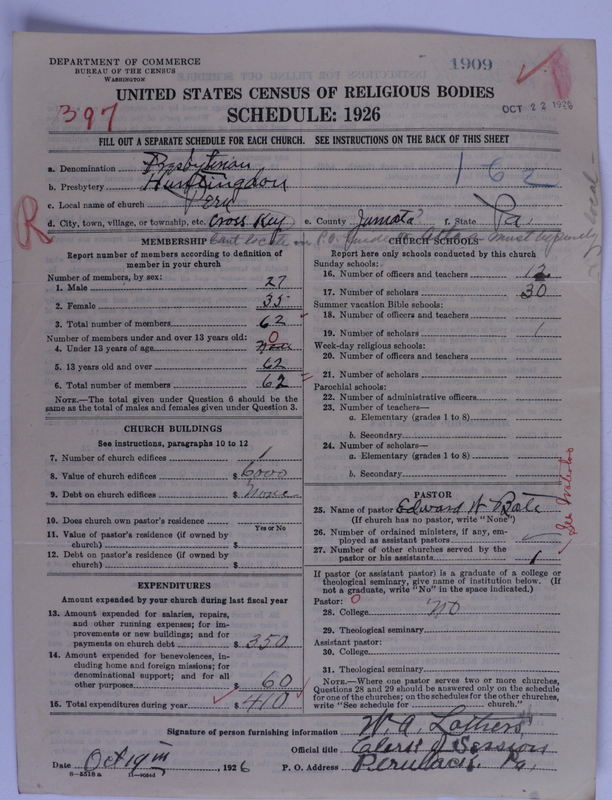 DEPARTMENT OF COMMERCE
BUREAU OF THE CENSUS
WASHINGTON
1909
UNITED STATES CENSUS OF RELIGIOUS BODIES
397
SCHEDULE: 1926
OCT 22 1926
FILL OUT A SEPARATE SCHEDULE FOR EACH CHURCH. SEE INSTRUCTIONS ON THE BACK OF THIS SHEET
a. Denomination Presbyterian
162
b. Presbytery Huntingdon
c. Local name of church Peru
R
d. City, town, village, or township, etc. Cross Key e. County Juniata? f. State Pa.
Cant locate in P.O. Guide or Atlas must be purely local
MEMBERSHIP
Report number of members according to definition of member in your church
Number of members, by sex:
1. Male 27
2. Female 35
3. Total number of members 62
Number of members under and over 13 years old:
4. Under 13 years of age None 0
5. 13 years old and over 62
6. Total number of members 62
NOTE.—The total given under Question 6 should be the same as the total of males and females given under Question 3.
CHURCH BUILDINGS
See instructions, paragraphs 10 to 12
7. Number of church edifices 1
8. Value of church edifices $ 6000
9. Debt on church edifices $ None
10. Does church own pastor's residence
Yes or No
11. Value of pastor's residence (if owned by church) $
12. Debt on pastor's residence (if owned by church) $
EXPENDITURES
Amount expended by your church during last fiscal year
13. Amount expended for salaries, repairs, and other running expenses; for improvements or new buildings; and for payments on church debt $ 350
14. Amount expended for benevolences, including home and foreign missions; for denominational support; and for all other purposes $ 60
15. Total expenditures during year $ 410
CHURCH SCHOOLS
Report here only schools conducted by this church
Sunday schools:
16. Number of officers and teachers
17. Number of scholars 30
Summer vacation Bible schools:
18. Number of officers and teachers
19. Number of scholars
Week-day religious schools:
20. Number of officers and teachers
21. Number of scholars
Parochial schools:
22. Number of administrative officers
23. Number of teachers—
a. Elementary (grades 1 to 8)
b. Secondary
24. Number of scholars—
a. Elementary (grades 1 to 8)
b. Secondary
PASTOR
25. Name of pastor Edward W
(If church has no pastor, write "None")
26. Number of ordained ministers, if any, employed as assistant pastors
27. Number of other churches served by the pastor or his assistants 1
See Waterloo
If pastor (or assistant pastor) is a graduate of a college or theological seminary, give name of institution below. (If not a graduate, write "No" in the space indicated.)
Pastor: 0
28. College No
29. Theological seminary
Assistant pastor:
30. College
31. Theological seminary
NOTE.—Where one pastor serves two or more churches, Questions 28 and 29 should be answered only on the schedule for one of the churches; on the schedules for the other churches, write "See schedule for church."
Signature of person furnishing information W. A. Lothers
Official title Clerk of Session
Date Oct 19th, 1926 P. O. Address Perulack, Pa.
8—5518a